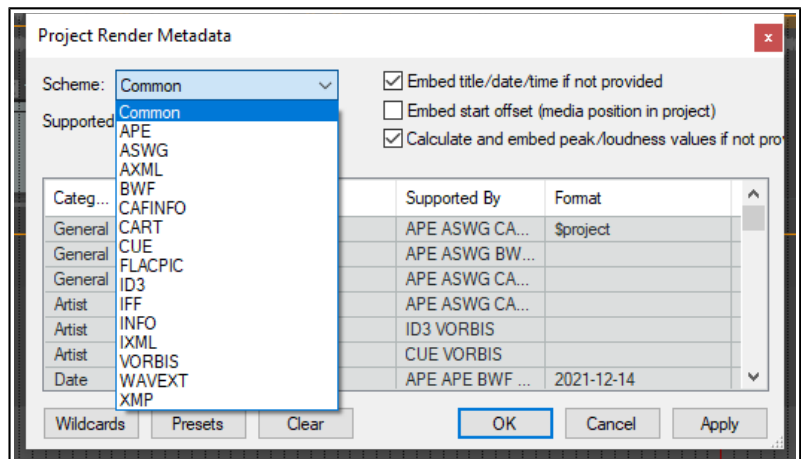 Project Render Metadata
x
Scheme: Common
Embed title/date/time if not provided
Embed start offset (media position in project)
Supported
Calculate and embed peak/loudness values if not pro
Common
APE
ASWG
AXML
BWF
CAFINFO
CART
CUE
FLACPIC
ID3
IFF
INFO
IXML
VORBIS
WAVEXT
XMP
Categ... Supported By Format
General APE ASWG CA... $project
General APE ASWG BW...
General APE ASWG CA...
Artist APE ASWG CA...
Artist ID3 VORBIS
Artist CUE VORBIS
Date APE APE BWF ... 2021-12-14
Wildcards Presets Clear OK Cancel Apply